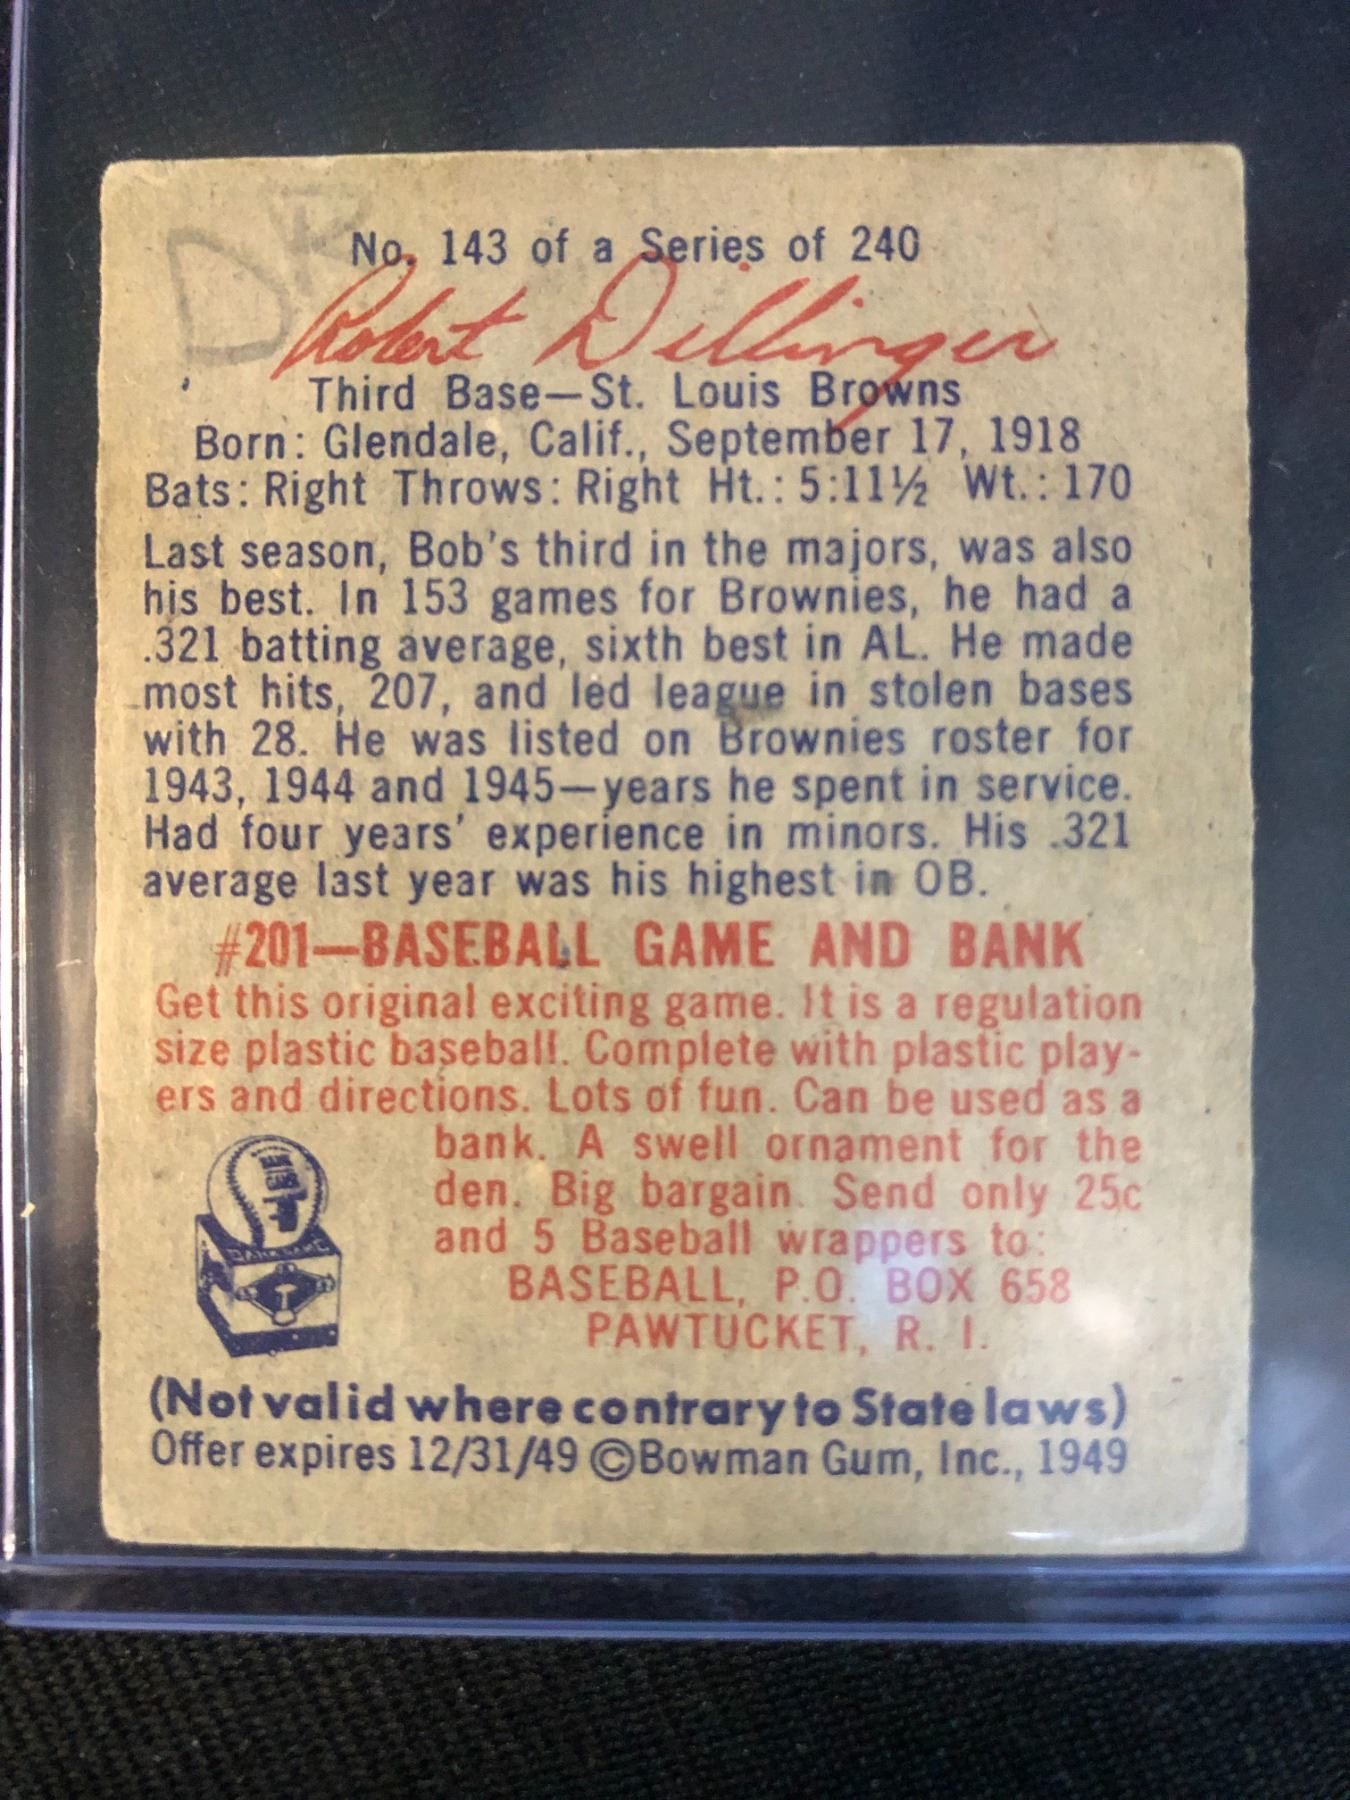 DR
No. 143 of a Series of 240
Robert Dillinger
Third Base—St. Louis Browns
Born: Glendale, Calif., September 17, 1918
Bats: Right Throws: Right Ht.: 5:11½ Wt.: 170
Last season, Bob's third in the majors, was also
his best. In 153 games for Brownies, he had a
.321 batting average, sixth best in AL. He made
most hits, 207, and led league in stolen bases
with 28. He was listed on Brownies roster for
1943, 1944 and 1945—years he spent in service.
Had four years' experience in minors. His .321
average last year was his highest in OB.
#201—BASEBALL GAME AND BANK
Get this original exciting game. It is a regulation
size plastic baseball. Complete with plastic play-
ers and directions. Lots of fun. Can be used as a
bank. A swell ornament for the
den. Big bargain. Send only 25c
and 5 Baseball wrappers to:
BASEBALL, P.O. BOX 658
PAWTUCKET, R. I.
BANK GAME
(Not valid where contrary to State laws)
Offer expires 12/31/49 ©Bowman Gum, Inc., 1949